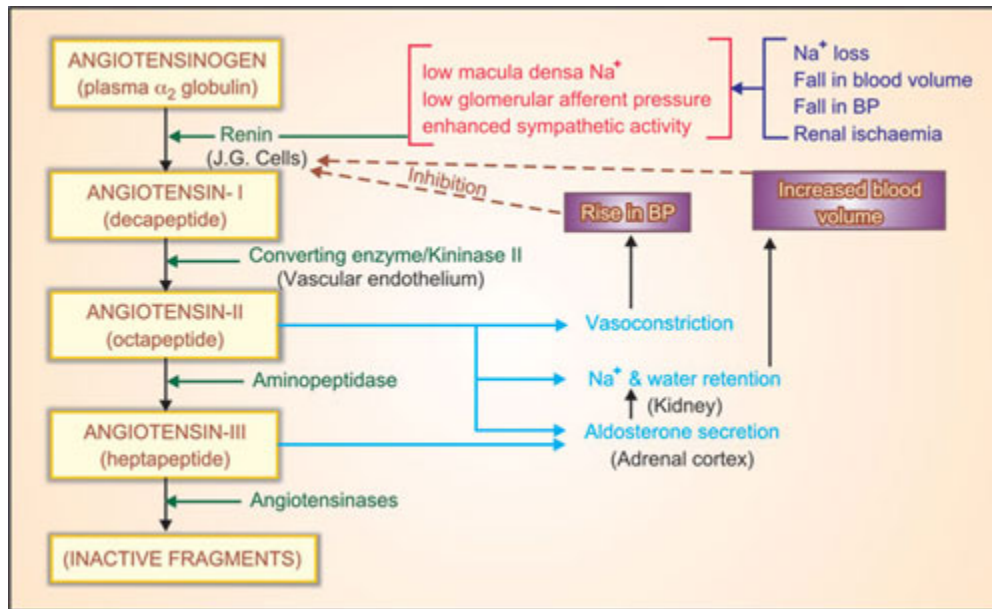 ANGIOTENSINOGEN
(plasma α₂ globulin)
low macula densa Na⁺
low glomerular afferent pressure
enhanced sympathetic activity
Na⁺ loss
Fall in blood volume
Fall in BP
Renal ischaemia
Renin
(J.G. Cells)
Inhibition
ANGIOTENSIN- I
(decapeptide)
Rise in BP
Increased blood
volume
Converting enzyme/Kininase II
(Vascular endothelium)
ANGIOTENSIN-II
(octapeptide)
Vasoconstriction
Aminopeptidase
Na⁺ & water retention
(Kidney)
ANGIOTENSIN-III
(heptapeptide)
Aldosterone secretion
(Adrenal cortex)
Angiotensinases
(INACTIVE FRAGMENTS)